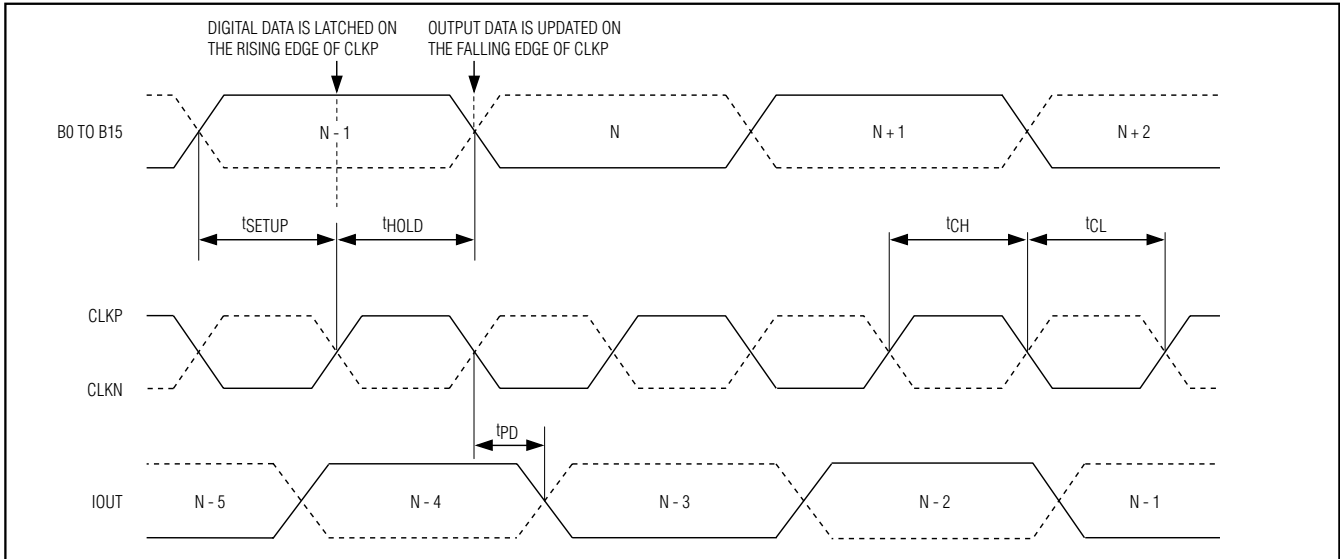 DIGITAL DATA IS LATCHED ON
THE RISING EDGE OF CLKP
OUTPUT DATA IS UPDATED ON
THE FALLING EDGE OF CLKP
B0 TO B15
N - 1
N
N + 1
N + 2
tSETUP
tHOLD
tCH
tCL
CLKP
CLKN
tPD
IOUT
N - 5
N - 4
N - 3
N - 2
N - 1